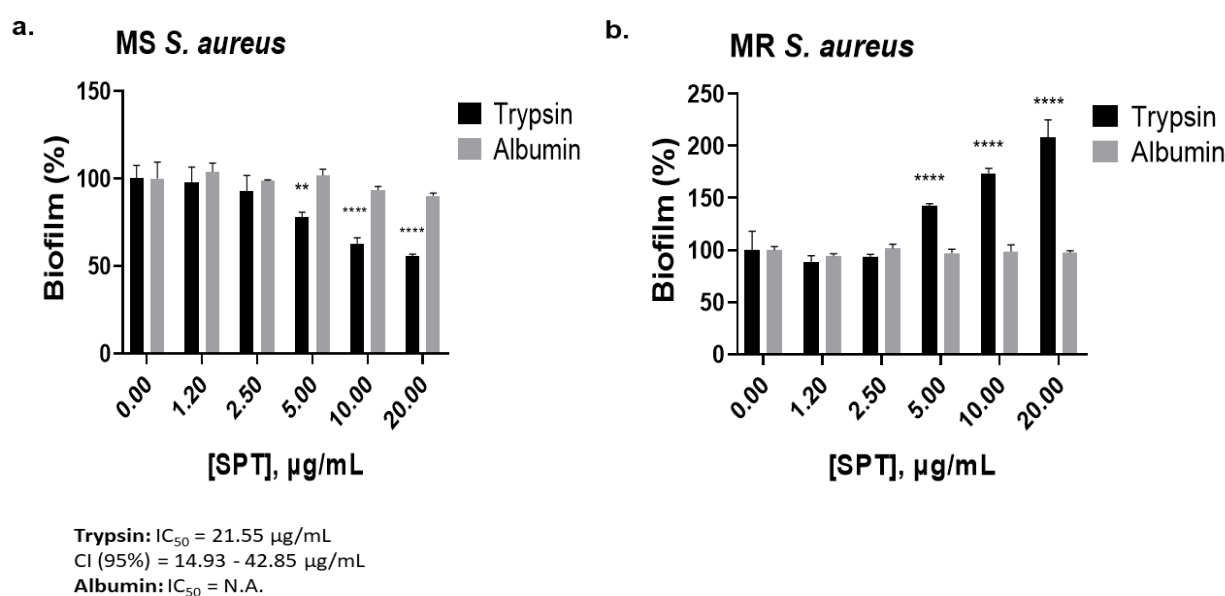 a.
MS S. aureus
150
100
50
0
Biofilm (%)
**
****
****
Trypsin
Albumin
0.00
1.20
2.50
5.00
10.00
20.00
[SPT], µg/mL
Trypsin: IC50 = 21.55 µg/mL
CI (95%) = 14.93 - 42.85 µg/mL
Albumin: IC50 = N.A.
b.
MR S. aureus
250
200
150
100
50
0
Biofilm (%)
****
****
****
Trypsin
Albumin
0.00
1.20
2.50
5.00
10.00
20.00
[SPT], µg/mL